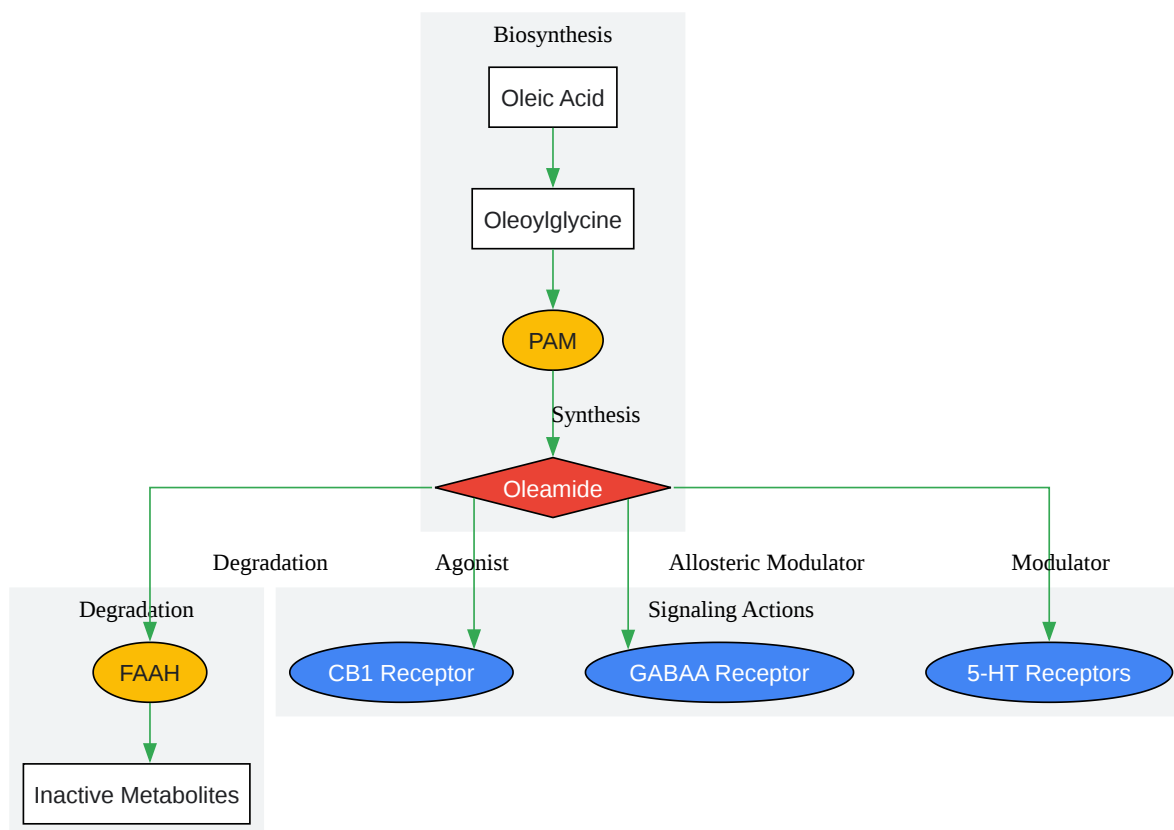 Biosynthesis
Oleic Acid
Oleoylglycine
PAM
Synthesis
Oleamide
Degradation
Agonist
Allosteric Modulator
Modulator
Degradation
Signaling Actions
FAAH
CB1 Receptor
GABAA Receptor
5-HT Receptors
Inactive Metabolites